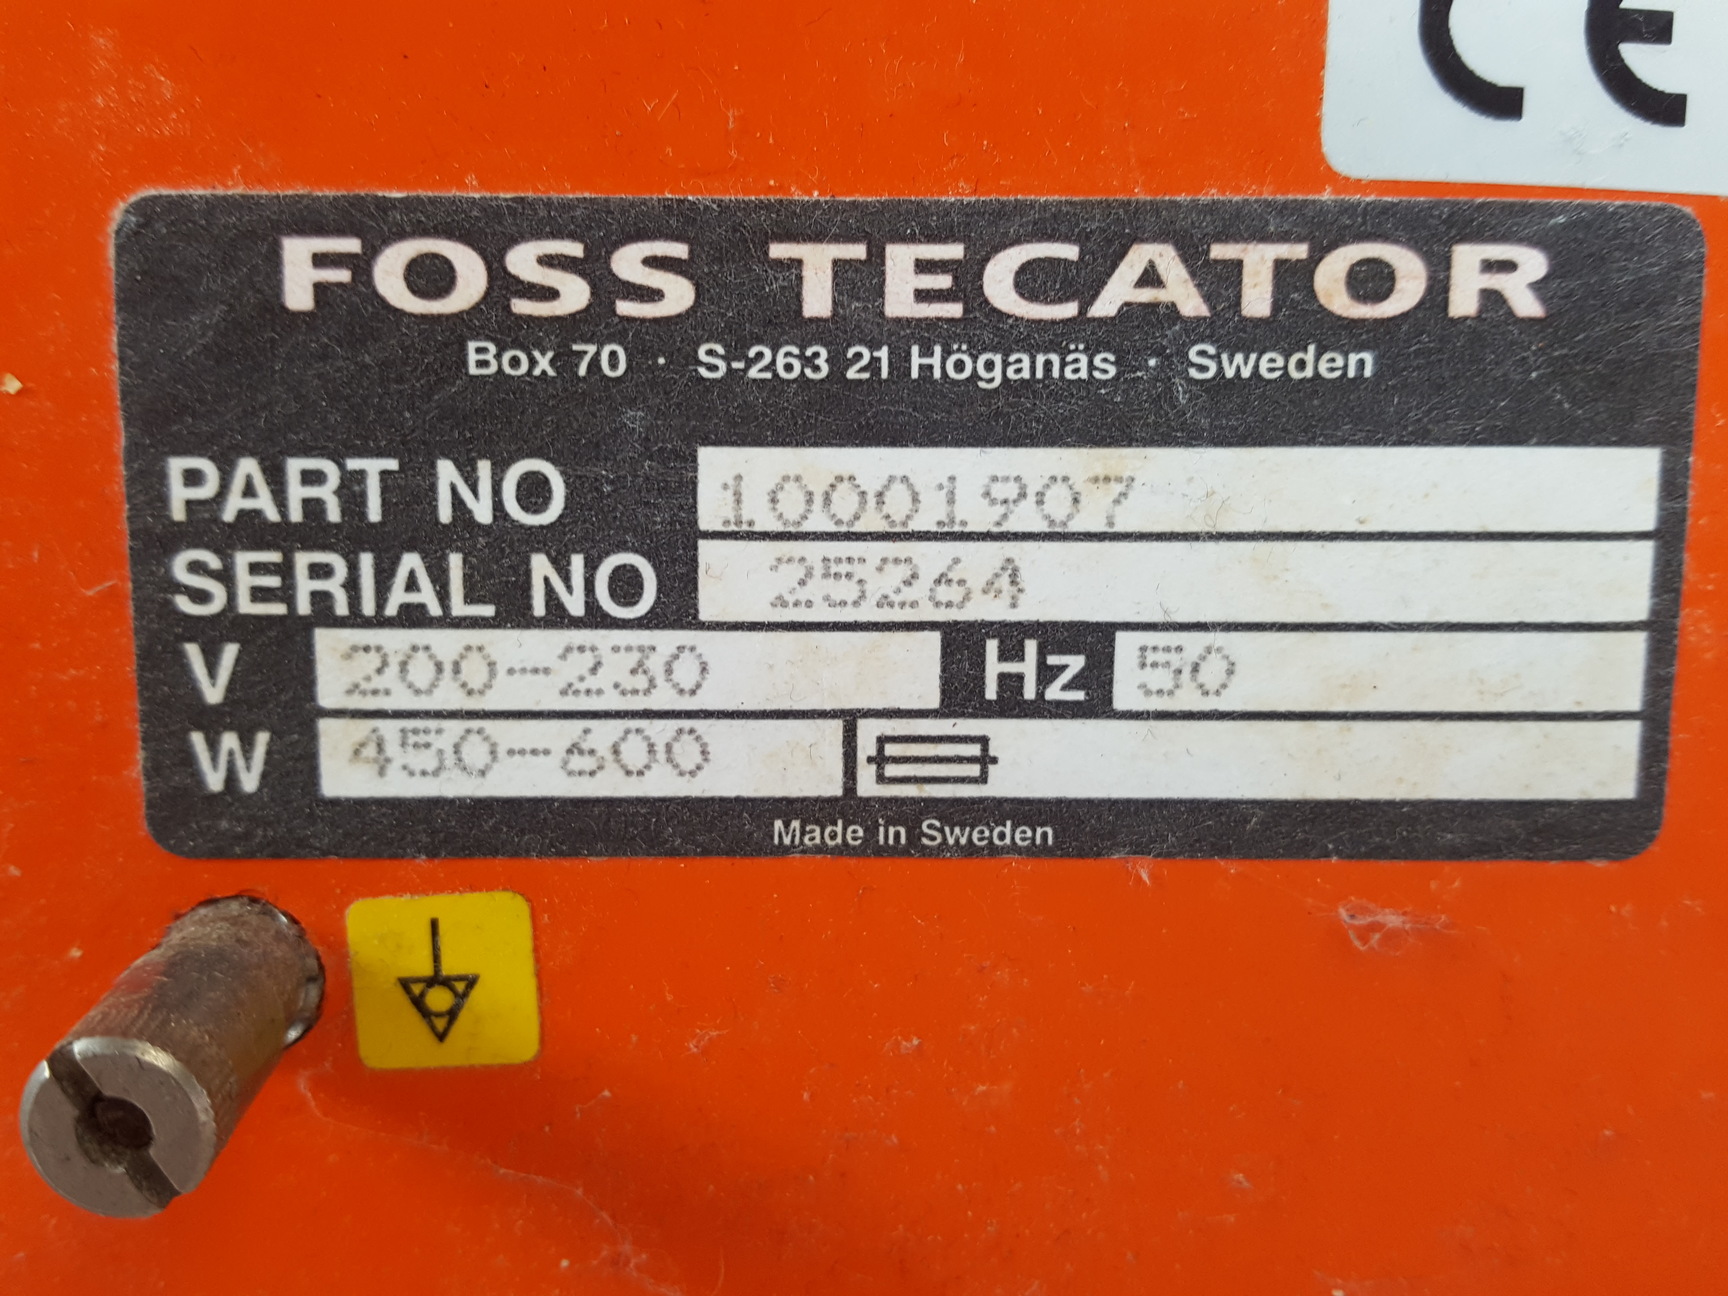 CE
FOSS TECATOR
Box 70 · S-263 21 Höganäs · Sweden
PART NO 10001907
SERIAL NO 25264
V 200-230 Hz 50
W 450-600
Made in Sweden